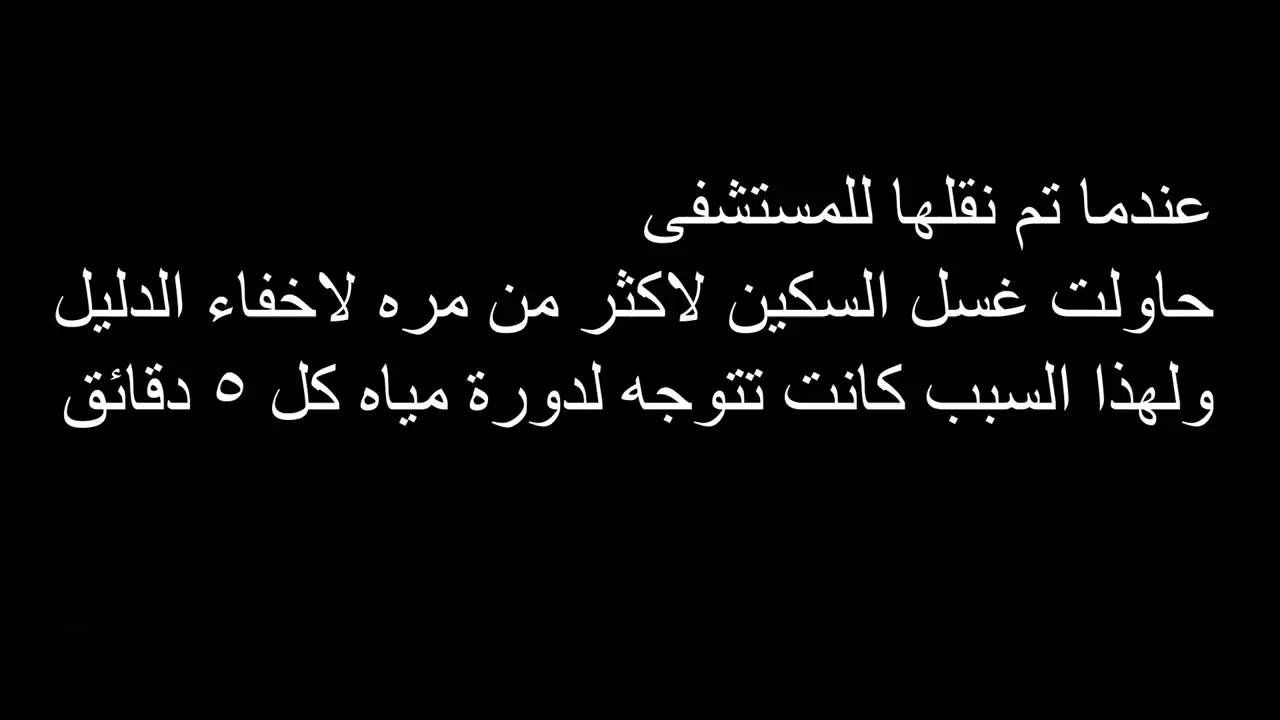 عندما تم نقلها للمستشفى
حاولت غسل السكين لاكثر من مره لاخفاء الدليل
ولهذا السبب كانت تتوجه لدورة مياه كل ٥ دقائق